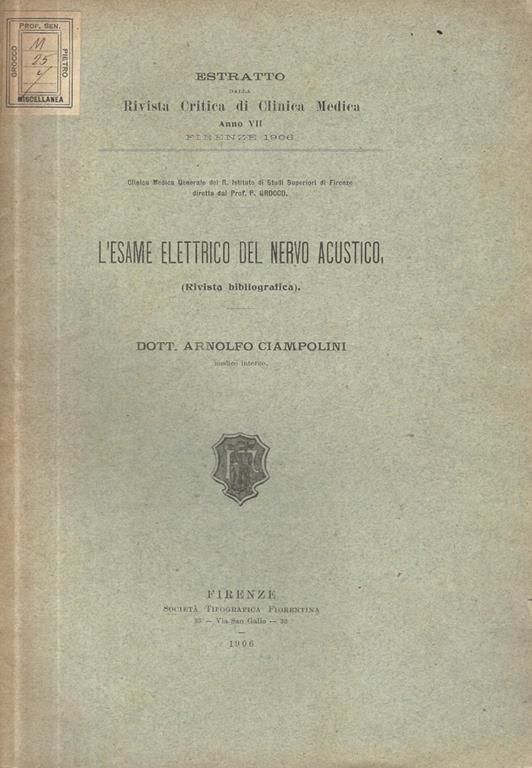 PROF. SEN.
GROCCO
PIETRO
M
25
4
MISCELLANEA
ESTRATTO
DALLA
Rivista Critica di Clinica Medica
Anno VII
FIRENZE 1906
Clinica Medica Generale del R. Istituto di Studi Superiori di Firenze
diretta dal Prof. P. GROCCO.
L'ESAME ELETTRICO DEL NERVO ACUSTICO,
(Rivista bibliografica).
DOTT. ARNOLFO CIAMPOLINI
medico interno.
FIRENZE
SOCIETÀ TIPOGRAFICA FIORENTINA
33 — Via San Gallo — 33
1906